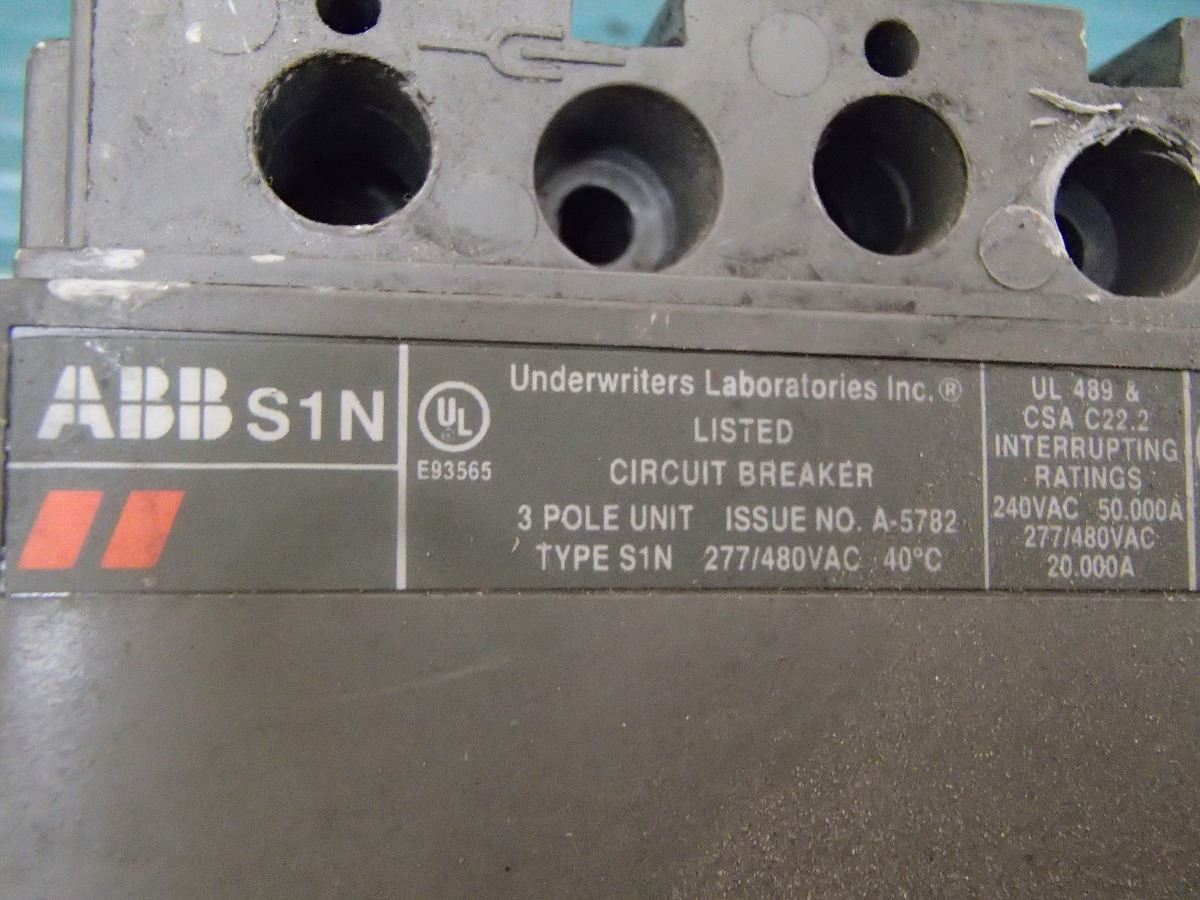 ABB S1N
UL
E93565
Underwriters Laboratories Inc.®
LISTED
CIRCUIT BREAKER
3 POLE UNIT ISSUE NO. A-5782
TYPE S1N 277/480VAC 40°C
UL 489 &
CSA C22.2
INTERRUPTING
RATINGS
240VAC 50.000A
277/480VAC
20.000A